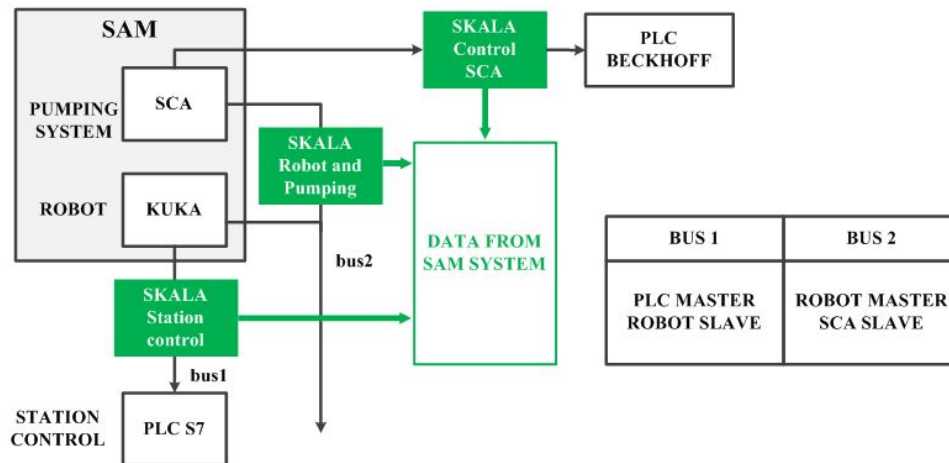 SAM
PUMPING
SYSTEM
SCA
ROBOT
KUKA
SKALA
Control
SCA
PLC
BECKHOFF
SKALA
Robot and
Pumping
bus2
DATA FROM
SAM SYSTEM
SKALA
Station
control
bus1
STATION
CONTROL
PLC S7
BUS 1
BUS 2
PLC MASTER
ROBOT SLAVE
ROBOT MASTER
SCA SLAVE